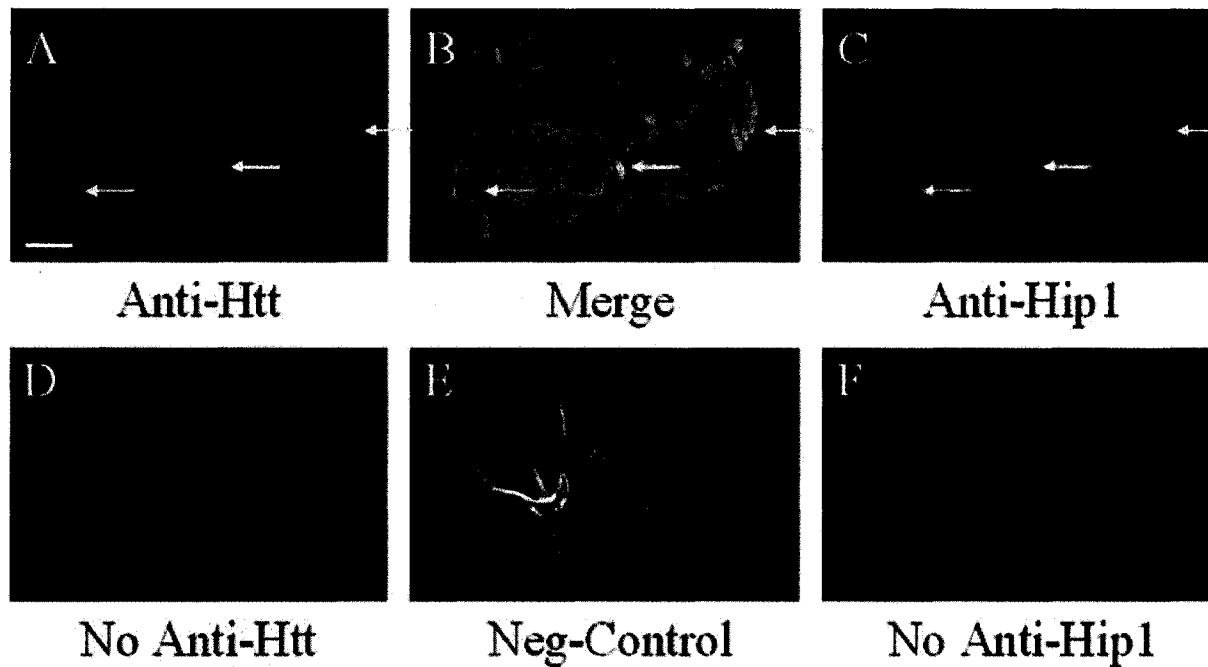 A B C
Anti-Htt Merge Anti-Hip1
D E F
No Anti-Htt Neg-Control No Anti-Hip1